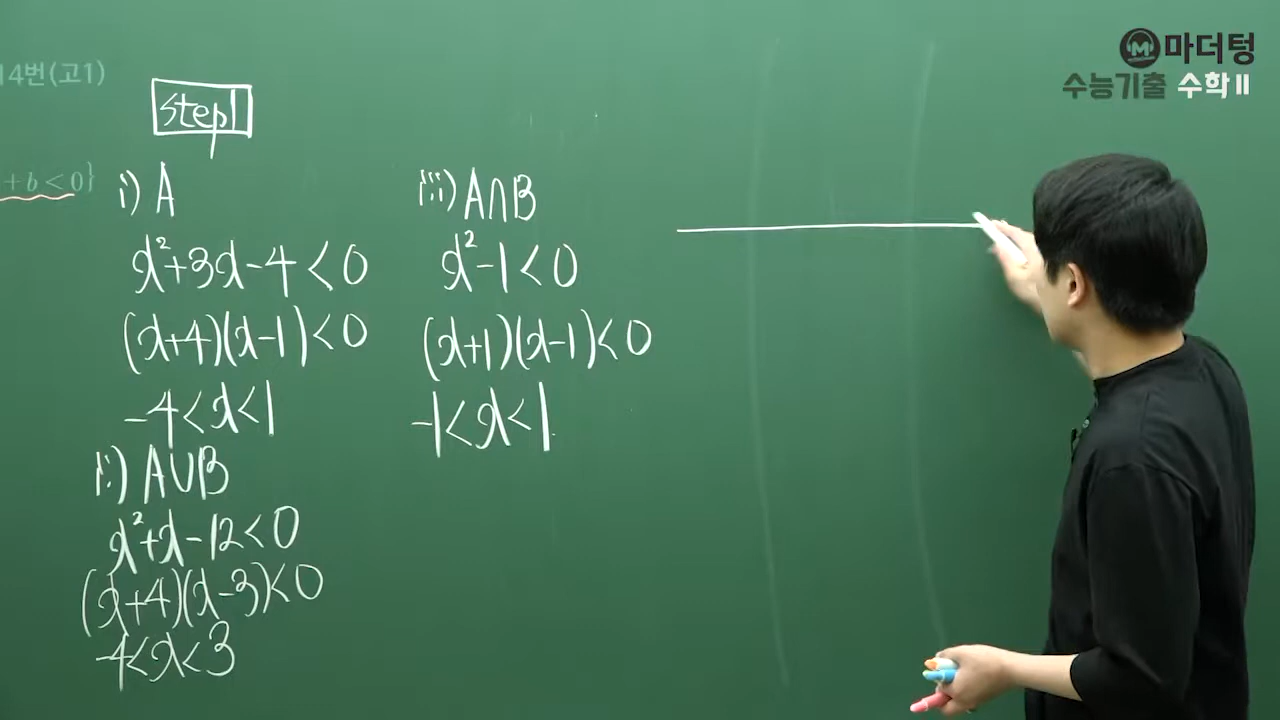 마더텅
수능기출 수학 II
14번(고1)
+b<0}
Step1
i) A
x²+3x-4<0
(x+4)(x-1)<0
-4<x<1
ii) A∪B
x²+x-12<0
(x+4)(x-3)<0
-4<x<3
iii) A∩B
x²-1<0
(x+1)(x-1)<0
-1<x<1